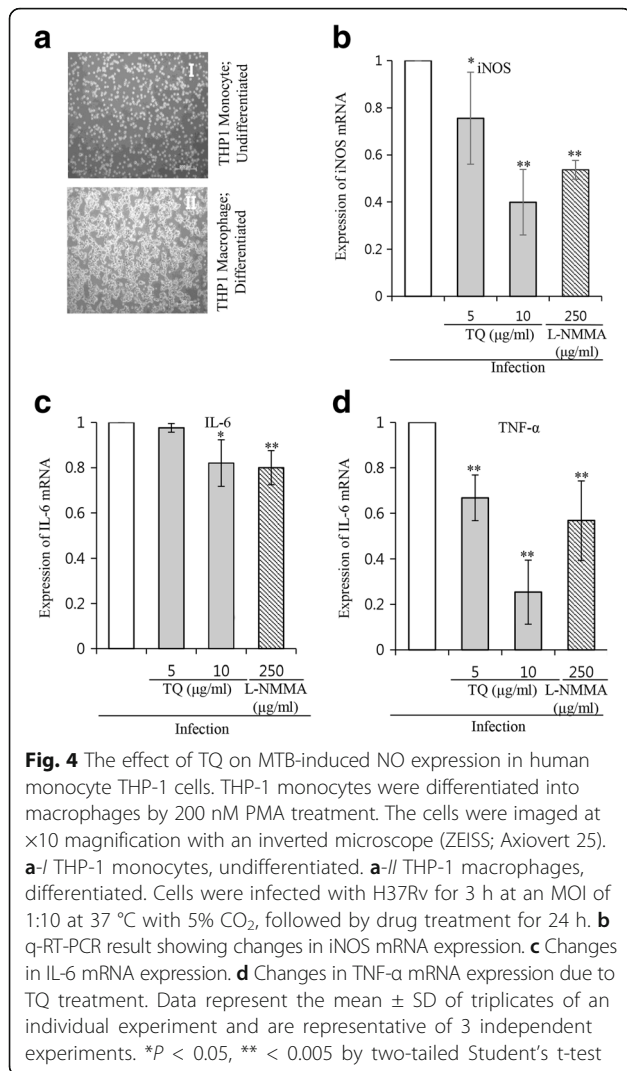 a
I
THP1 Monocyte;
Undifferentiated
II
THP1 Macrophage;
Differentiated
b
Expression of iNOS mRNA
1
0.8
0.6
0.4
0.2
0
* iNOS
**
**
5 10 250
TQ (µg/ml) L-NMMA
(µg/ml)
Infection
c
Expression of IL-6 mRNA
1
0.8
0.6
0.4
0.2
0
IL-6
*
**
5 10 250
TQ (µg/ml) L-NMMA
(µg/ml)
Infection
d
Expression of IL-6 mRNA
1
0.8
0.6
0.4
0.2
0
TNF-α
**
**
**
5 10 250
TQ (µg/ml) L-NMMA
(µg/ml)
Infection
Fig. 4 The effect of TQ on MTB-induced NO expression in human
monocyte THP-1 cells. THP-1 monocytes were differentiated into
macrophages by 200 nM PMA treatment. The cells were imaged at
×10 magnification with an inverted microscope (ZEISS; Axiovert 25).
a-I THP-1 monocytes, undifferentiated. a-II THP-1 macrophages,
differentiated. Cells were infected with H37Rv for 3 h at an MOI of
1:10 at 37 °C with 5% CO₂, followed by drug treatment for 24 h. b
q-RT-PCR result showing changes in iNOS mRNA expression. c Changes
in IL-6 mRNA expression. d Changes in TNF-α mRNA expression due to
TQ treatment. Data represent the mean ± SD of triplicates of an
individual experiment and are representative of 3 independent
experiments. *P < 0.05, ** < 0.005 by two-tailed Student's t-test